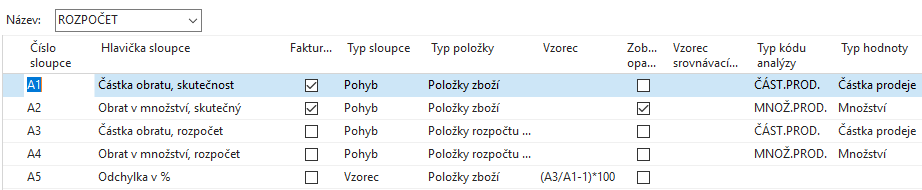 Název: ROZPOČET
Číslo sloupce Hlavička sloupce Faktur... Typ sloupce Typ položky Vzorec Zob... opa... Vzorec srovnávací... Typ kódu analýzy Typ hodnoty
A1 Částka obratu, skutečnost Pohyb Položky zboží ČÁST.PROD. Částka prodeje
A2 Obrat v množství, skutečný Pohyb Položky zboží MNOŽ.PROD. Množství
A3 Částka obratu, rozpočet Pohyb Položky rozpočtu ... ČÁST.PROD. Částka prodeje
A4 Obrat v množství, rozpočet Pohyb Položky rozpočtu ... MNOŽ.PROD. Množství
A5 Odchylka v % Vzorec Položky zboží (A3/A1-1)*100